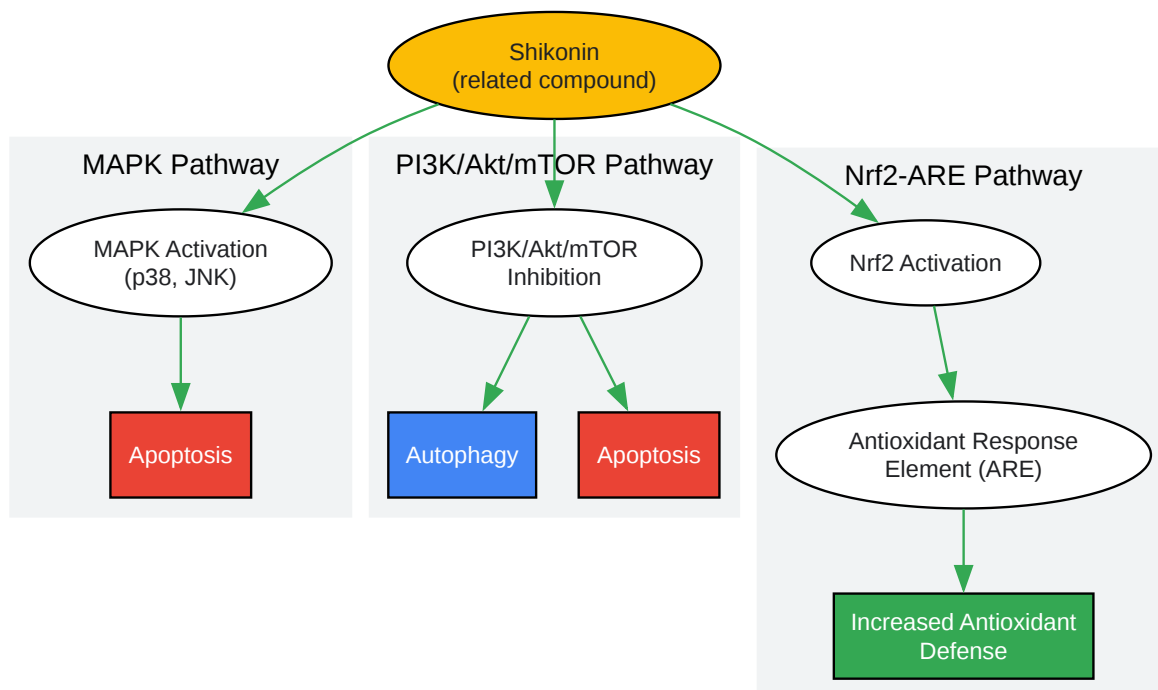 Shikonin
(related compound)
MAPK Pathway
MAPK Activation
(p38, JNK)
Apoptosis
PI3K/Akt/mTOR Pathway
PI3K/Akt/mTOR
Inhibition
Autophagy
Apoptosis
Nrf2-ARE Pathway
Nrf2 Activation
Antioxidant Response
Element (ARE)
Increased Antioxidant
Defense